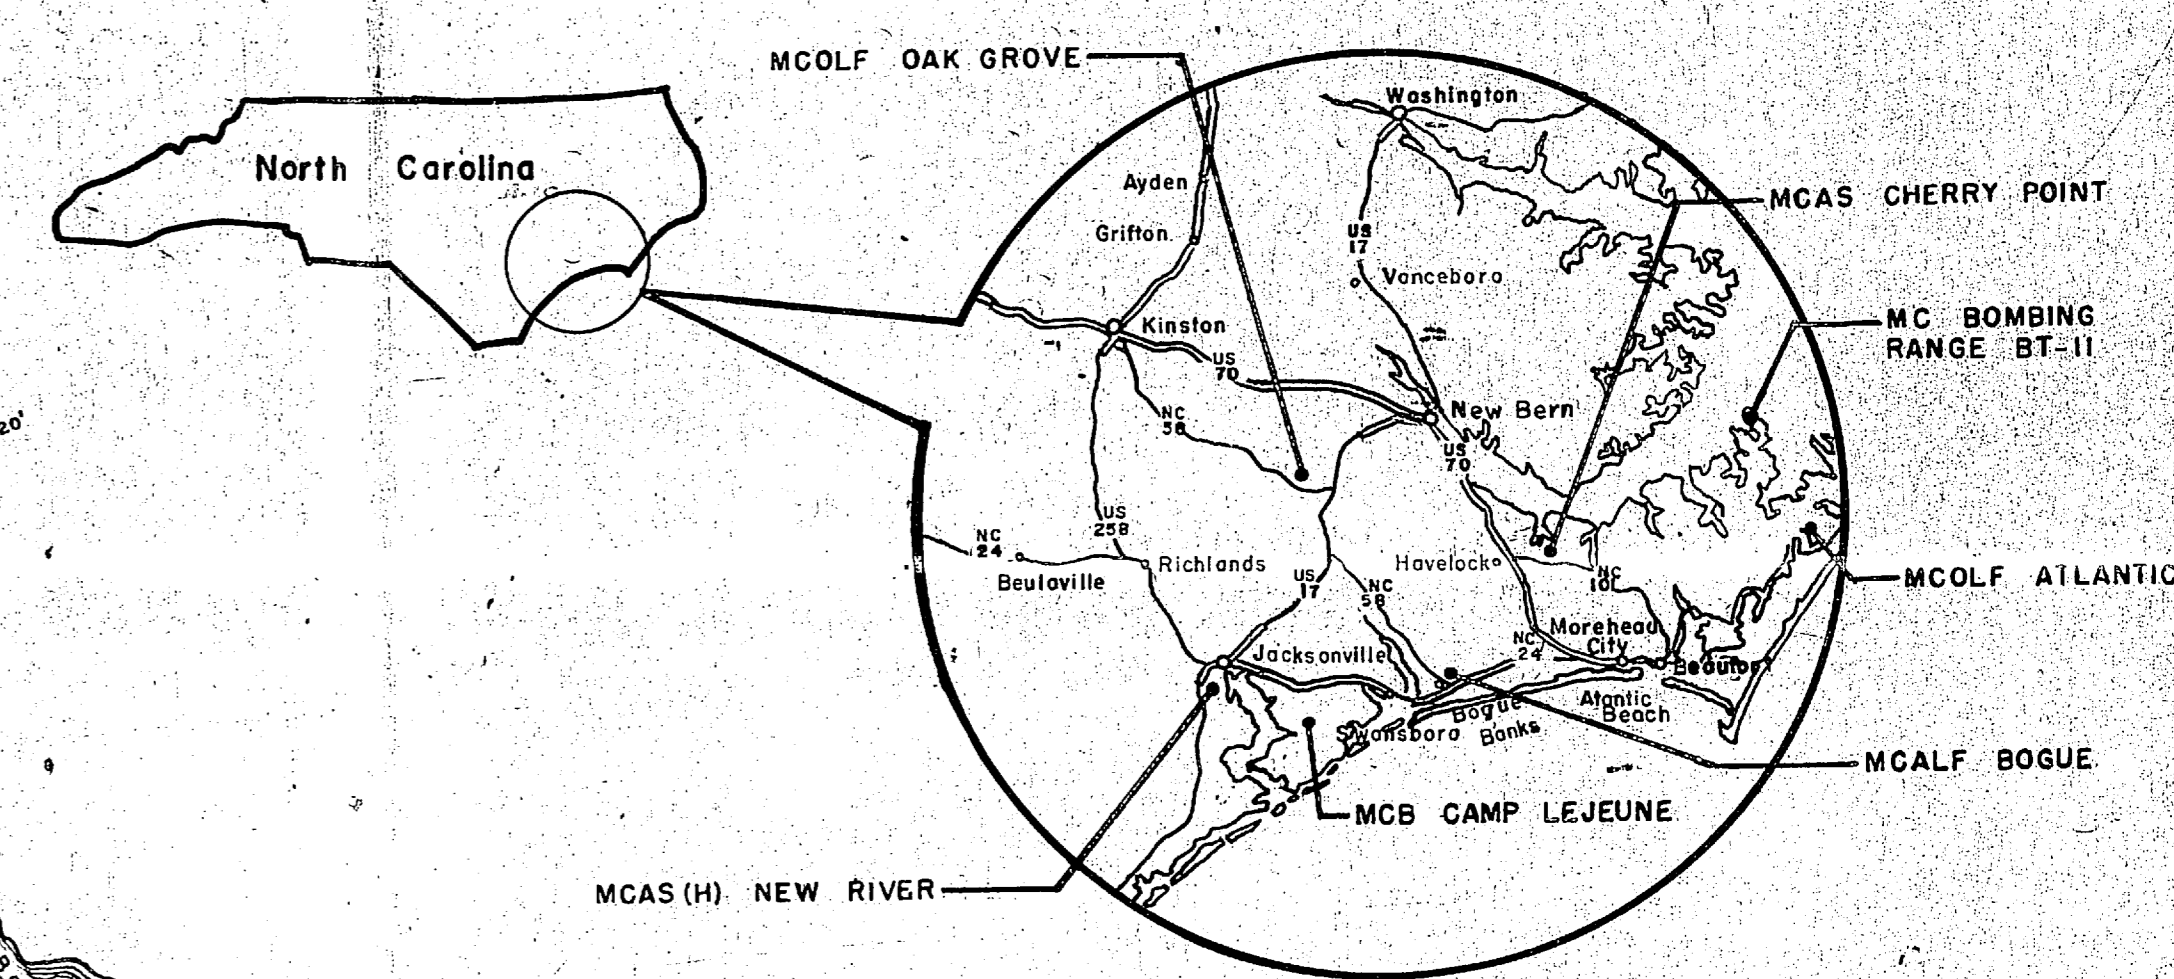 MCOLF OAK GROVE
Washington
North Carolina
Ayden
MCAS CHERRY POINT
Grifton
US
17
Vanceboro
MC BOMBING
RANGE BT-11
Kinston
US
70
NC
58
New Bern
20'
US
70
US
258
NC
24
Beulaville
Richlands
Havelock
NC
101
MCOLF ATLANTIC
US
17
NC
58
Morehead
City
NC
24
Jacksonville
Beaufort
Atantic
Beach
Bogue
Banks
Swansboro
MCALF BOGUE
MCB CAMP LEJEUNE
MCAS (H) NEW RIVER